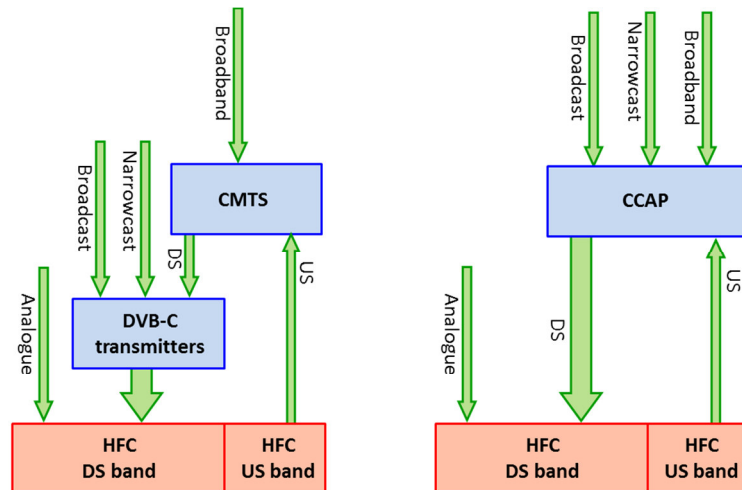 Broadband
Broadcast
Narrowcast
CMTS
DS
US
Analogue
DVB-C
transmitters
HFC
DS band
HFC
US band
Broadcast
Narrowcast
Broadband
CCAP
Analogue
DS
US
HFC
DS band
HFC
US band